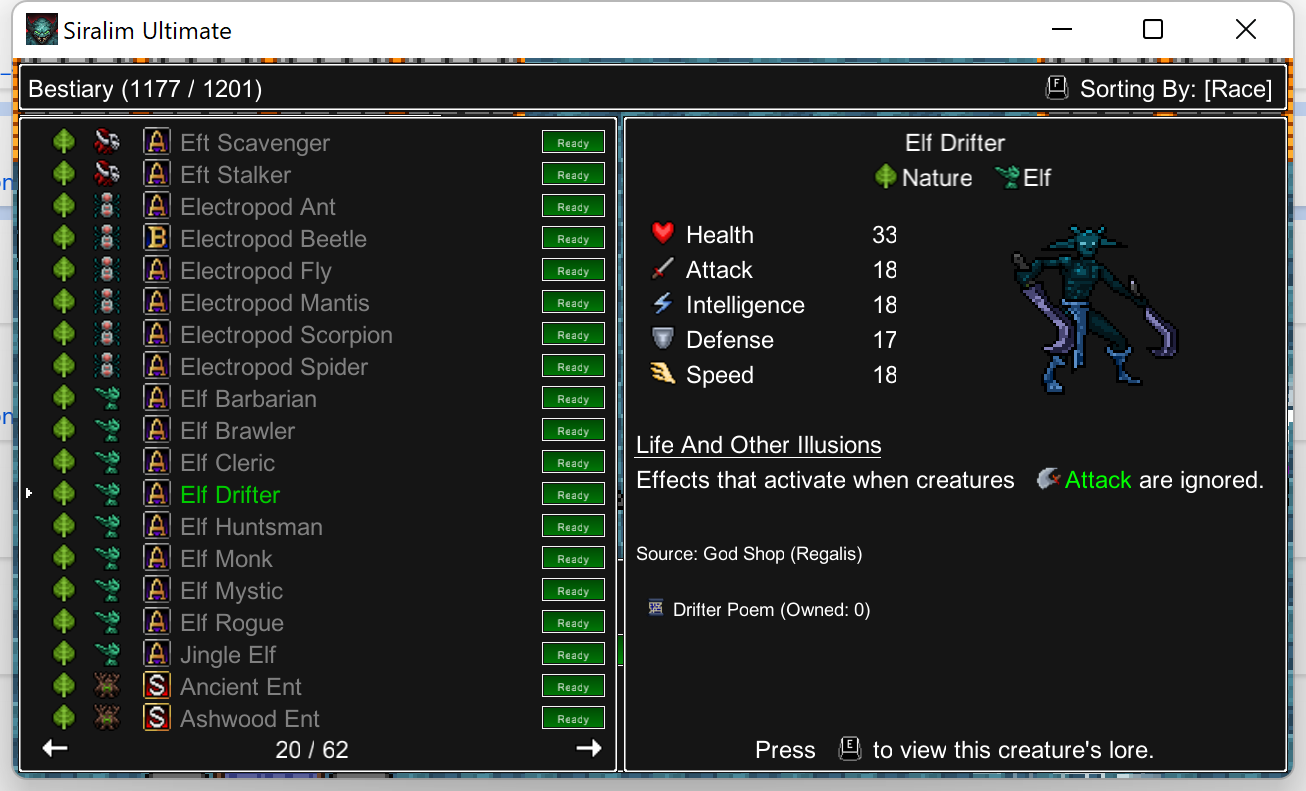 Siralim Ultimate
Bestiary (1177 / 1201)
F Sorting By: [Race]
A Eft Scavenger Ready
A Eft Stalker Ready
A Electropod Ant Ready
B Electropod Beetle Ready
A Electropod Fly Ready
A Electropod Mantis Ready
A Electropod Scorpion Ready
A Electropod Spider Ready
A Elf Barbarian Ready
A Elf Brawler Ready
A Elf Cleric Ready
A Elf Drifter Ready
A Elf Huntsman Ready
A Elf Monk Ready
A Elf Mystic Ready
A Elf Rogue Ready
A Jingle Elf Ready
S Ancient Ent Ready
S Ashwood Ent Ready
20 / 62
Elf Drifter
Nature Elf
Health 33
Attack 18
Intelligence 18
Defense 17
Speed 18
Life And Other Illusions
Effects that activate when creatures Attack are ignored.
Source: God Shop (Regalis)
Drifter Poem (Owned: 0)
Press E to view this creature's lore.